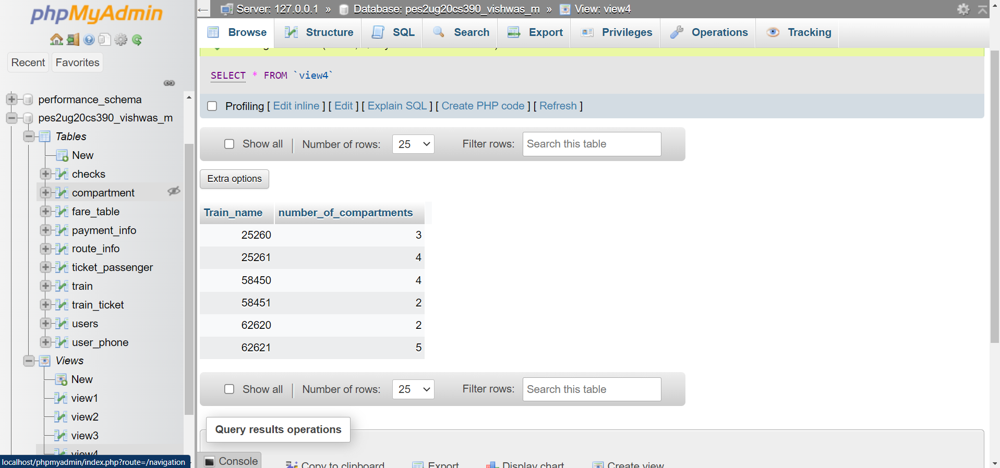 phpMyAdmin
Recent Favorites
performance_schema
pes2ug20cs390_vishwas_m
Tables
New
checks
compartment
fare_table
payment_info
route_info
ticket_passenger
train
train_ticket
users
user_phone
Views
New
view1
view2
view3
view4
localhost/phpmyadmin/index.php?route=/navigation
Server: 127.0.0.1 » Database: pes2ug20cs390_vishwas_m » View: view4
Browse Structure SQL Search Export Privileges Operations Tracking
SELECT * FROM `view4`
Profiling [ Edit inline ] [ Edit ] [ Explain SQL ] [ Create PHP code ] [ Refresh ]
Show all | Number of rows: 25 Filter rows: Search this table
Extra options
Train_name number_of_compartments
25260 3
25261 4
58450 4
58451 2
62620 2
62621 5
Show all | Number of rows: 25 Filter rows: Search this table
Query results operations
Console Copy to clipboard Export Display chart Create view